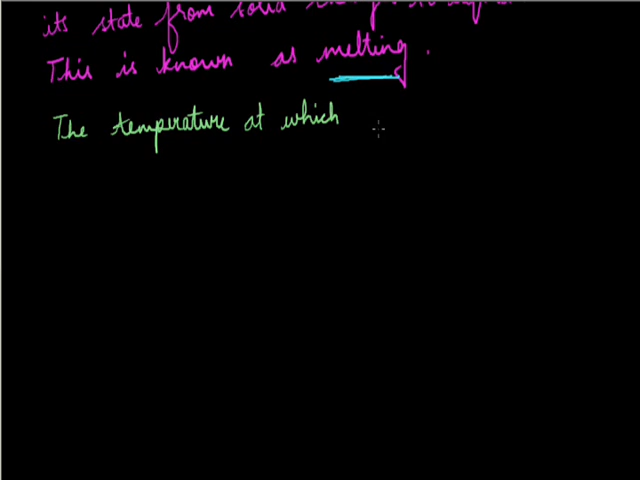 its state from solid
This is known as melting.
The temperature at which